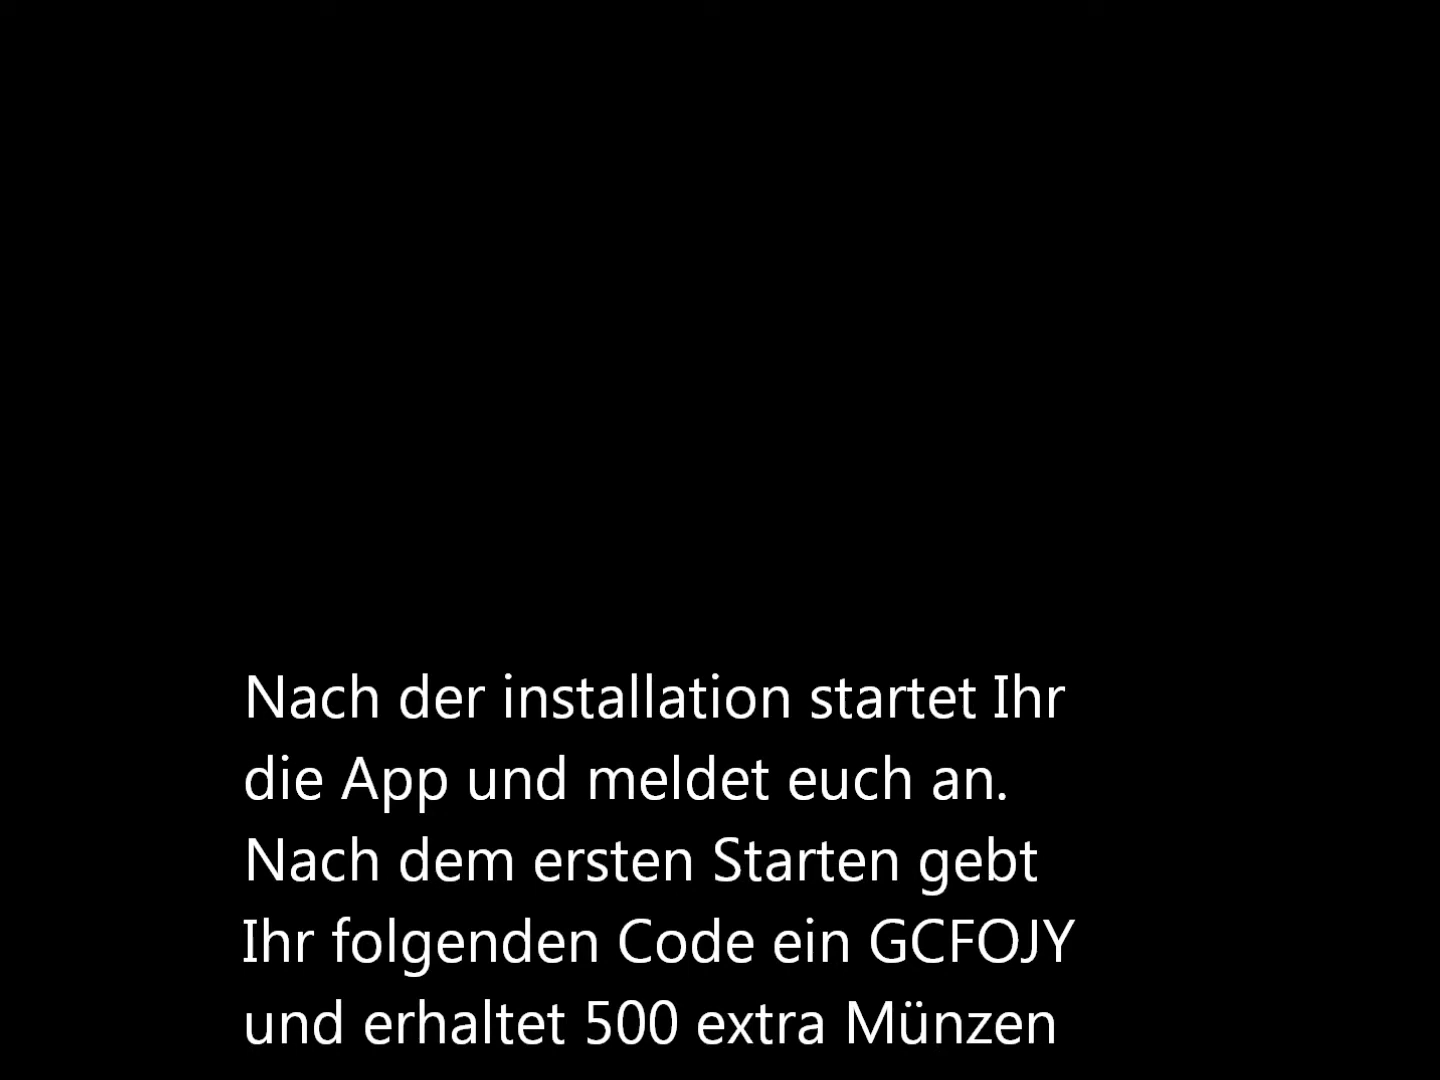 Nach der installation startet Ihr
die App und meldet euch an.
Nach dem ersten Starten gebt
Ihr folgenden Code ein GCFOJY
und erhaltet 500 extra Münzen